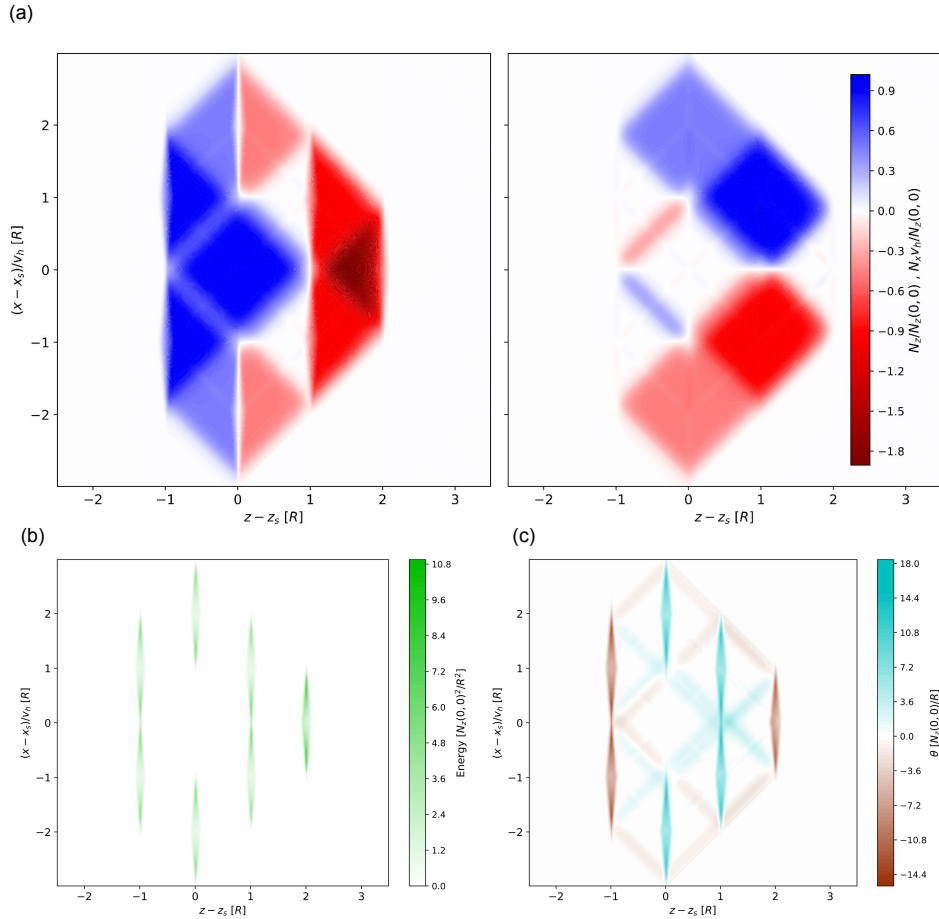 (a)
2
1
0
−1
−2
(x − x_s)/v_h [R]
−2 −1 0 1 2 3
z − z_s [R]
−2 −1 0 1 2 3
z − z_s [R]
0.9
0.6
0.3
0.0
−0.3
−0.6
−0.9
−1.2
−1.5
−1.8
N_z/N_z(0, 0) , N_xv_h/N_z(0, 0)
(b)
2
1
0
−1
−2
(x − x_s)/v_h [R]
−2 −1 0 1 2 3
z − z_s [R]
10.8
9.6
8.4
7.2
6.0
4.8
3.6
2.4
1.2
0.0
Energy [N_z(0, 0)²/R²]
(c)
2
1
0
−1
−2
(x − x_s)/v_h [R]
−2 −1 0 1 2 3
z − z_s [R]
18.0
14.4
10.8
7.2
3.6
0.0
−3.6
−7.2
−10.8
−14.4
θ [N_z(0, 0)/R]